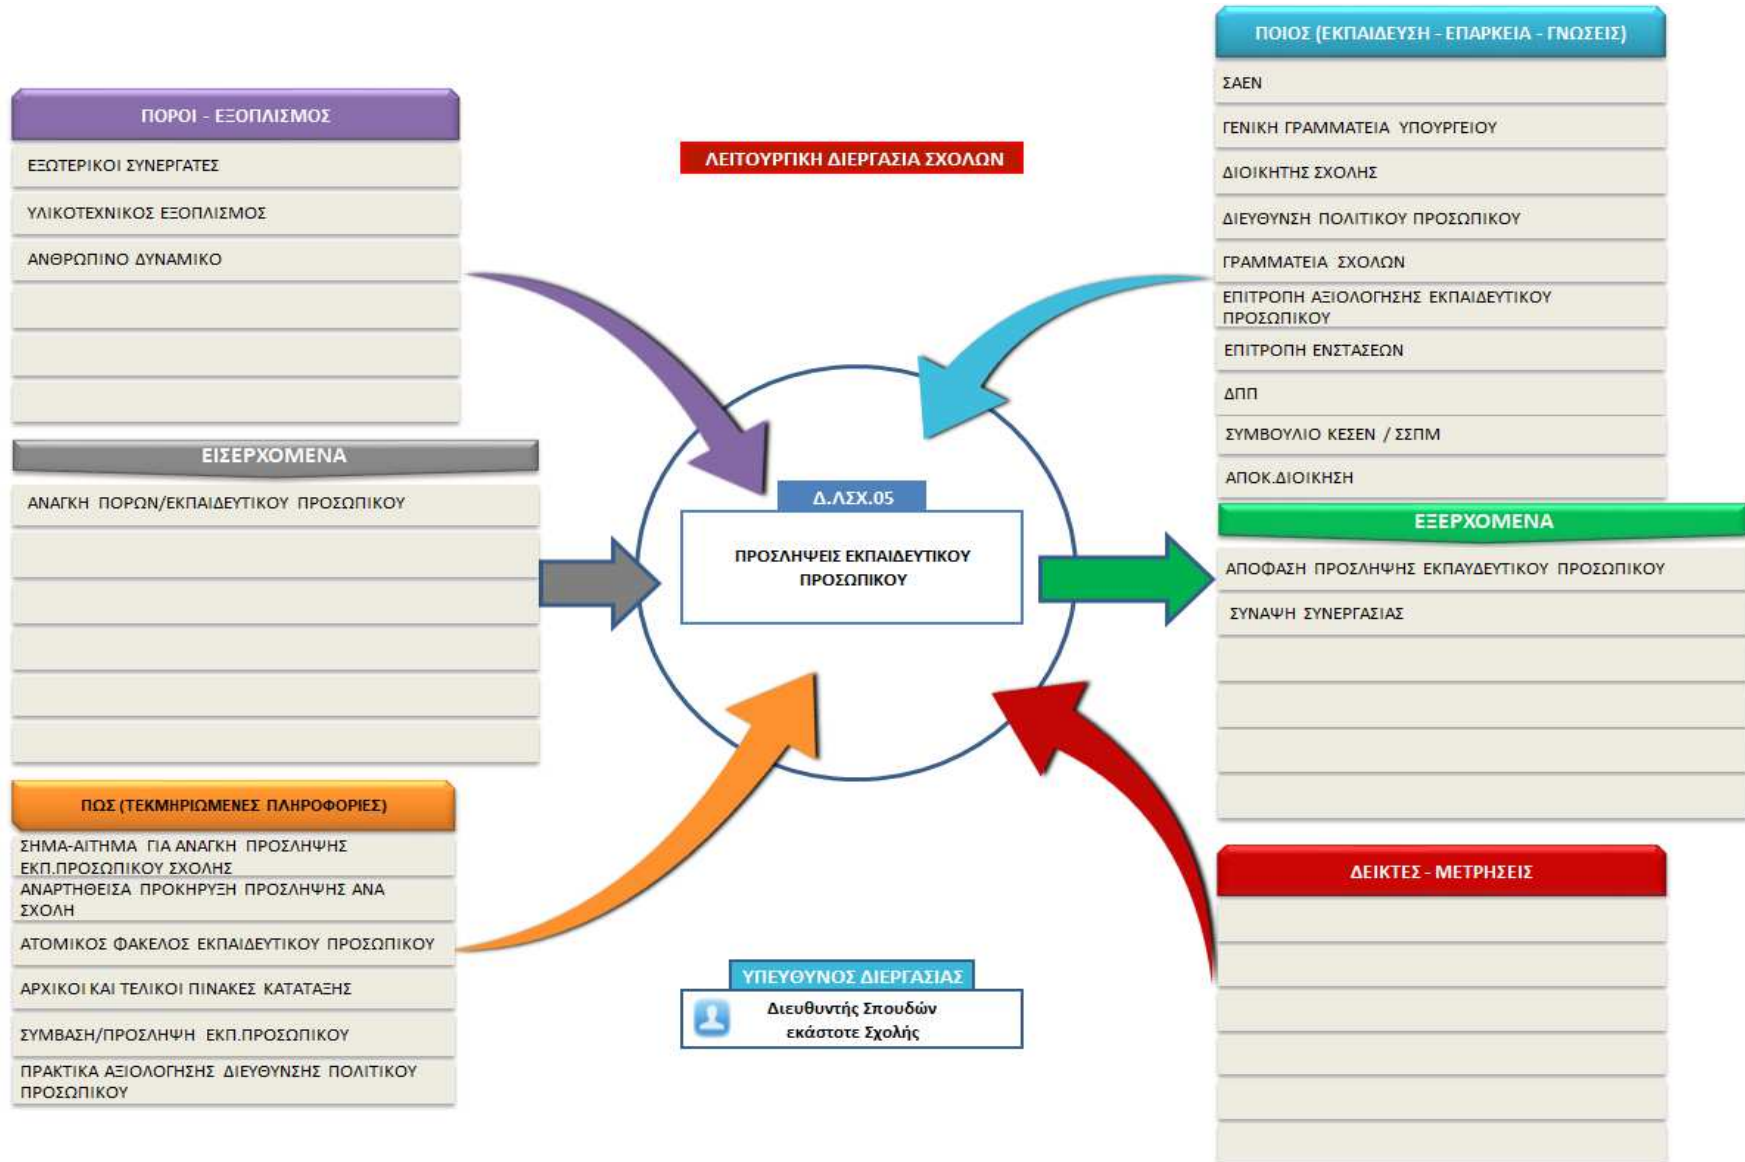 ΠΟΡΟΙ - ΕΞΟΠΛΙΣΜΟΣ
ΕΞΩΤΕΡΙΚΟΙ ΣΥΝΕΡΓΑΤΕΣ
ΥΛΙΚΟΤΕΧΝΙΚΟΣ ΕΞΟΠΛΙΣΜΟΣ
ΑΝΘΡΩΠΙΝΟ ΔΥΝΑΜΙΚΟ
ΕΙΣΕΡΧΟΜΕΝΑ
ΑΝΑΓΚΗ ΠΟΡΩΝ/ΕΚΠΑΙΔΕΥΤΙΚΟΥ ΠΡΟΣΩΠΙΚΟΥ
ΠΩΣ (ΤΕΚΜΗΡΙΩΜΕΝΕΣ ΠΛΗΡΟΦΟΡΙΕΣ)
ΣΗΜΑ-ΑΙΤΗΜΑ ΓΙΑ ΑΝΑΓΚΗ ΠΡΟΣΛΗΨΗΣ
ΕΚΠ.ΠΡΟΣΩΠΙΚΟΥ ΣΧΟΛΗΣ
ΑΝΑΡΤΗΘΕΙΣΑ ΠΡΟΚΗΡΥΞΗ ΠΡΟΣΛΗΨΗΣ ΑΝΑ
ΣΧΟΛΗ
ΑΤΟΜΙΚΟΣ ΦΑΚΕΛΟΣ ΕΚΠΑΙΔΕΥΤΙΚΟΥ ΠΡΟΣΩΠΙΚΟΥ
ΑΡΧΙΚΟΙ ΚΑΙ ΤΕΛΙΚΟΙ ΠΙΝΑΚΕΣ ΚΑΤΑΤΑΞΗΣ
ΣΥΜΒΑΣΗ/ΠΡΟΣΛΗΨΗ ΕΚΠ.ΠΡΟΣΩΠΙΚΟΥ
ΠΡΑΚΤΙΚΑ ΑΞΙΟΛΟΓΗΣΗΣ ΔΙΕΥΘΥΝΣΗΣ ΠΟΛΙΤΙΚΟΥ
ΠΡΟΣΩΠΙΚΟΥ
ΛΕΙΤΟΥΡΓΙΚΗ ΔΙΕΡΓΑΣΙΑ ΣΧΟΛΩΝ
Δ.ΛΣΧ.05
ΠΡΟΣΛΗΨΕΙΣ ΕΚΠΑΙΔΕΥΤΙΚΟΥ
ΠΡΟΣΩΠΙΚΟΥ
ΥΠΕΥΘΥΝΟΣ ΔΙΕΡΓΑΣΙΑΣ
Διευθυντής Σπουδών
εκάστοτε Σχολής
ΠΟΙΟΣ (ΕΚΠΑΙΔΕΥΣΗ - ΕΠΑΡΚΕΙΑ - ΓΝΩΣΕΙΣ)
ΣΑΕΝ
ΓΕΝΙΚΗ ΓΡΑΜΜΑΤΕΙΑ ΥΠΟΥΡΓΕΙΟΥ
ΔΙΟΙΚΗΤΗΣ ΣΧΟΛΗΣ
ΔΙΕΥΘΥΝΣΗ ΠΟΛΙΤΙΚΟΥ ΠΡΟΣΩΠΙΚΟΥ
ΓΡΑΜΜΑΤΕΙΑ ΣΧΟΛΩΝ
ΕΠΙΤΡΟΠΗ ΑΞΙΟΛΟΓΗΣΗΣ ΕΚΠΑΙΔΕΥΤΙΚΟΥ
ΠΡΟΣΩΠΙΚΟΥ
ΕΠΙΤΡΟΠΗ ΕΝΣΤΑΣΕΩΝ
ΔΠΠ
ΣΥΜΒΟΥΛΙΟ ΚΕΣΕΝ / ΣΣΠΜ
ΑΠΟΚ.ΔΙΟΙΚΗΣΗ
ΕΞΕΡΧΟΜΕΝΑ
ΑΠΟΦΑΣΗ ΠΡΟΣΛΗΨΗΣ ΕΚΠΑΥΔΕΥΤΙΚΟΥ ΠΡΟΣΩΠΙΚΟΥ
ΣΥΝΑΨΗ ΣΥΝΕΡΓΑΣΙΑΣ
ΔΕΙΚΤΕΣ - ΜΕΤΡΗΣΕΙΣ